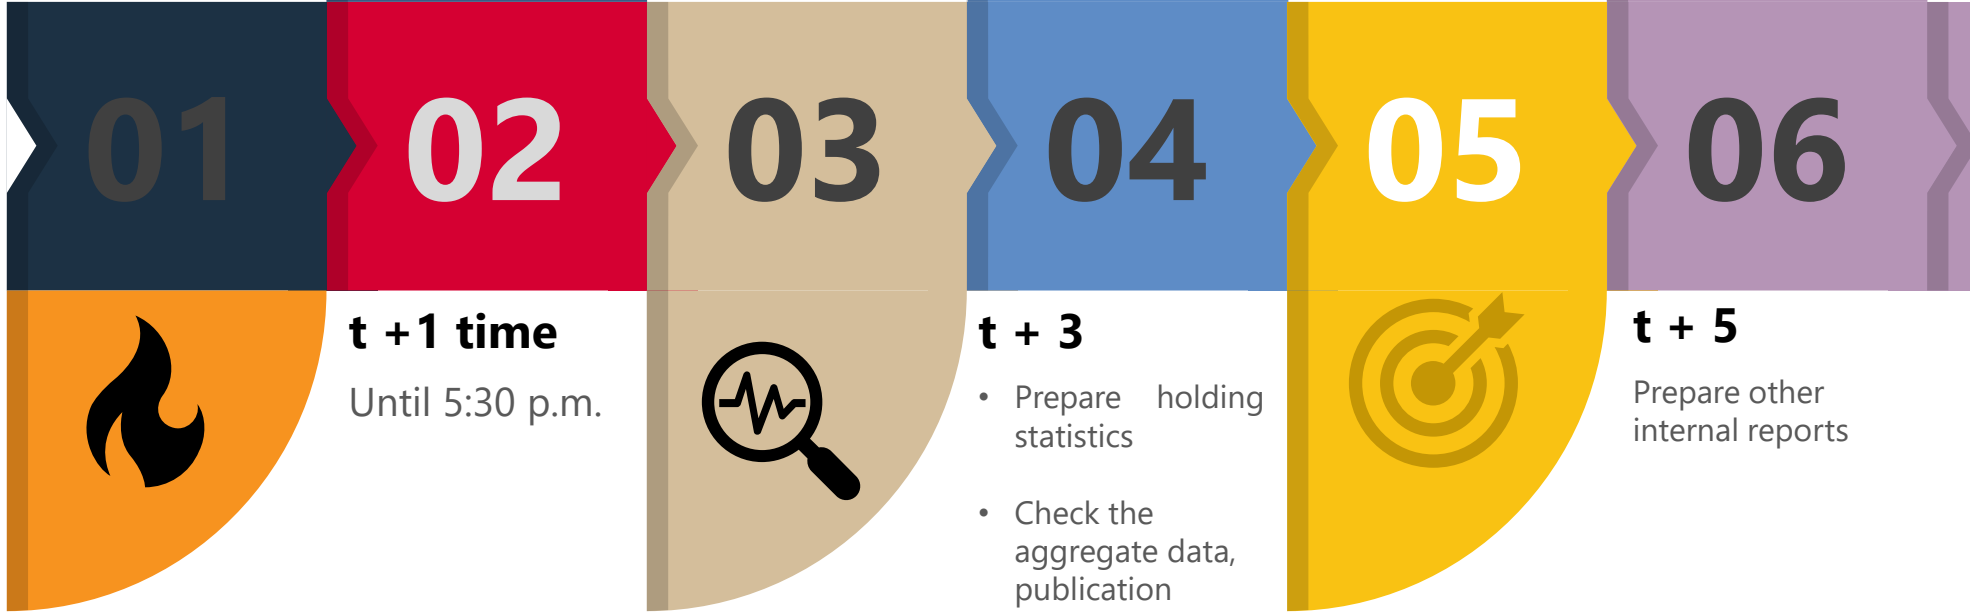 01 02 03 04 05 06
t +1 time
Until 5:30 p.m.
t + 3
• Prepare holding
statistics
• Check the
aggregate data,
publication
t + 5
Prepare other
internal reports